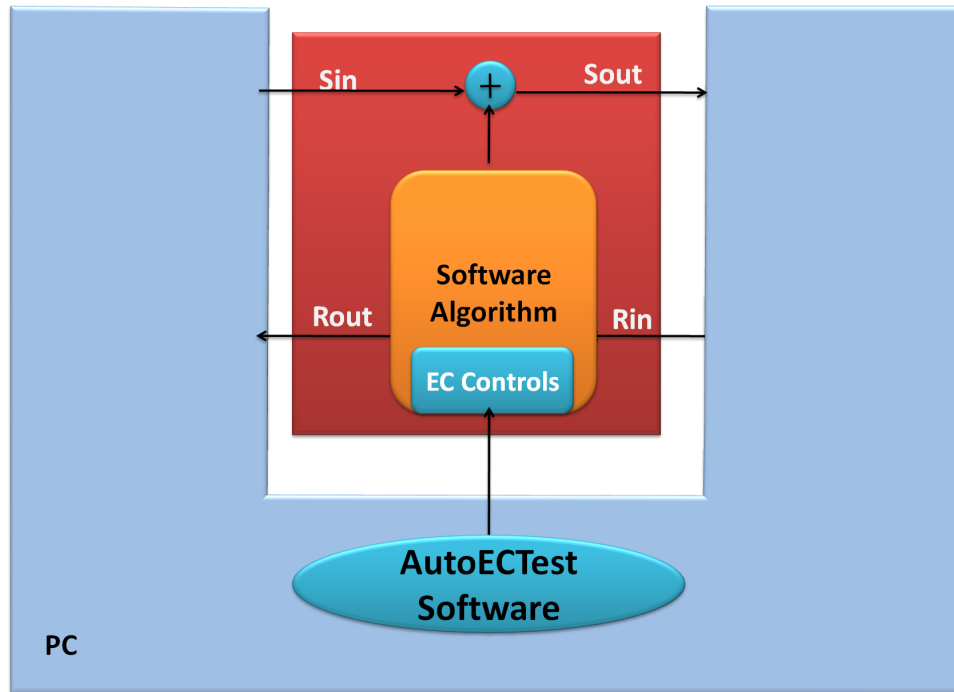 Sin
+
Sout
Software
Algorithm
Rout
Rin
EC Controls
AutoECTest
Software
PC